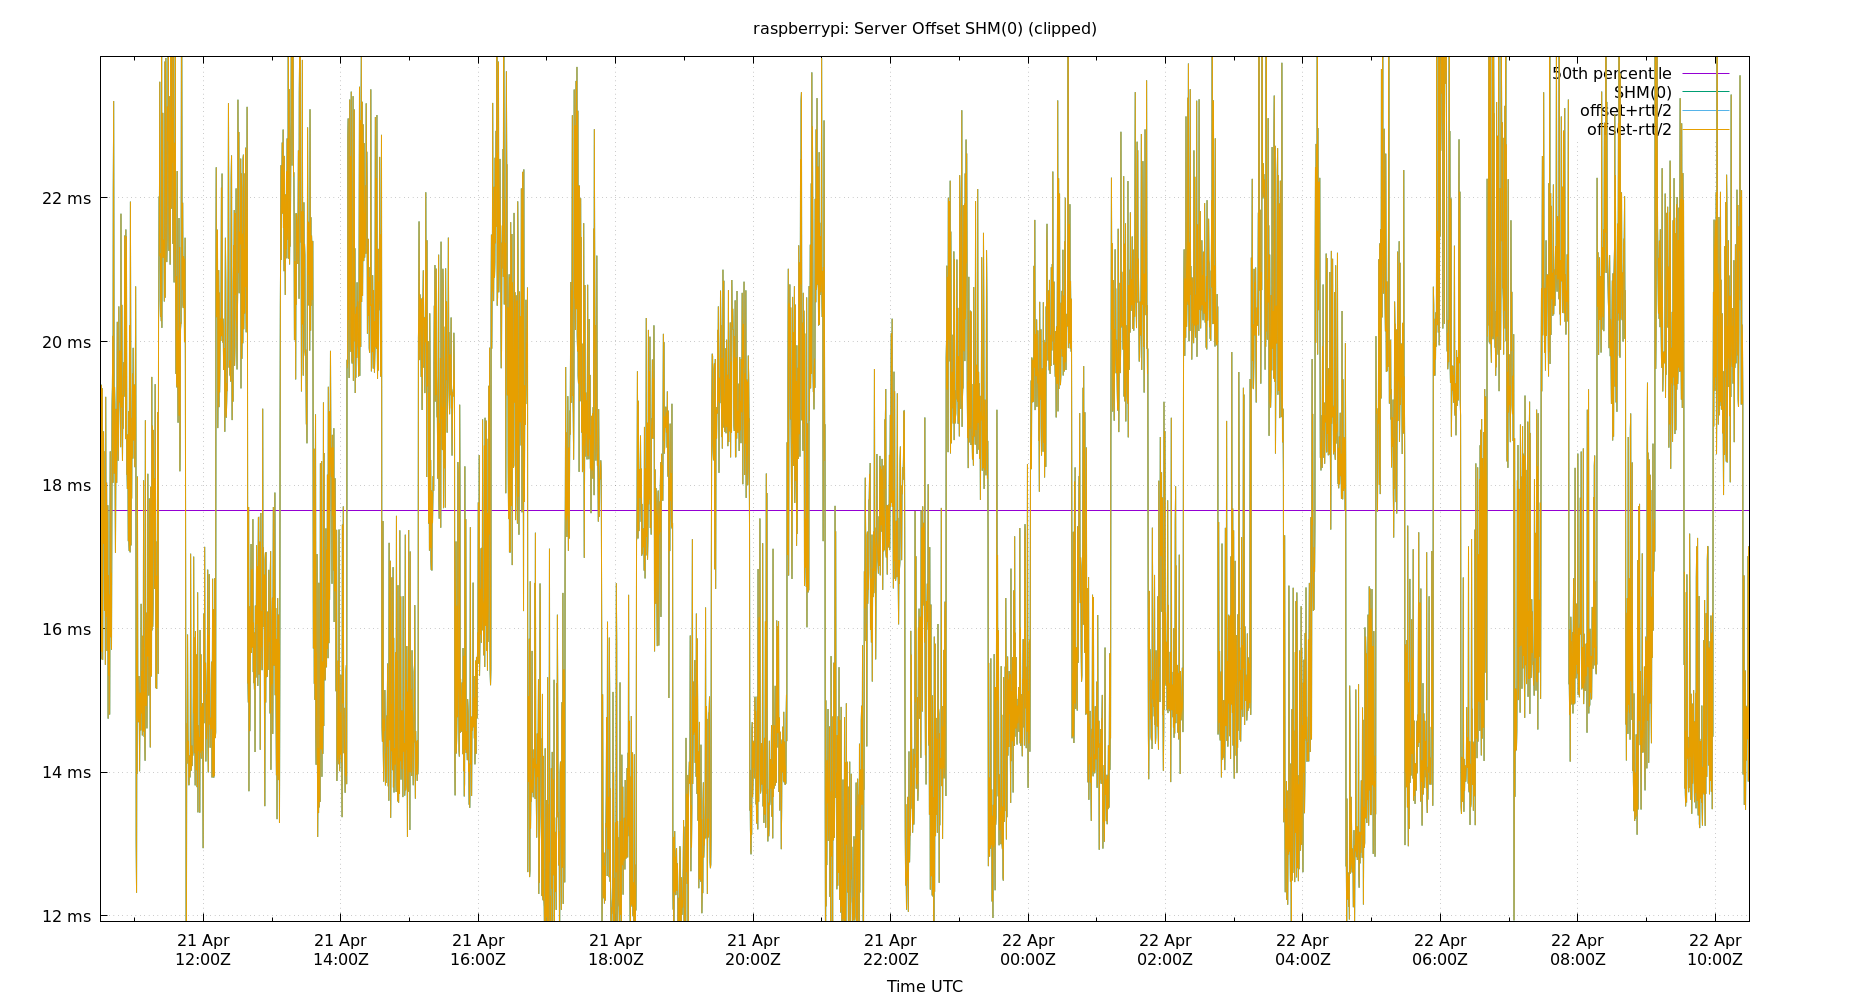 raspberrypi: Server Offset SHM(0) (clipped)
50th percentile
SHM(0)
offset+rtt/2
offset-rtt/2
22 ms
20 ms
18 ms
16 ms
14 ms
12 ms
21 Apr 21 Apr 21 Apr 21 Apr 21 Apr 21 Apr 22 Apr 22 Apr 22 Apr 22 Apr 22 Apr 22 Apr
12:00Z 14:00Z 16:00Z 18:00Z 20:00Z 22:00Z 00:00Z 02:00Z 04:00Z 06:00Z 08:00Z 10:00Z
Time UTC